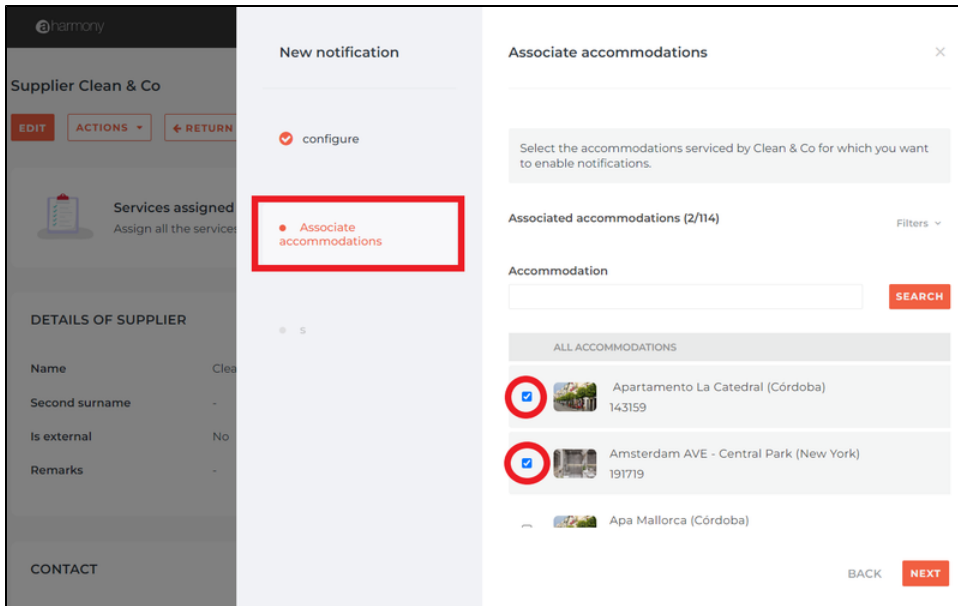 aharmony
Supplier Clean & Co
EDIT
ACTIONS
RETURN
Services assigned
Assign all the services
DETAILS OF SUPPLIER
Name
Clea
Second surname
-
Is external
No
Remarks
-
CONTACT
New notification
configure
Associate
accommodations
s
Associate accommodations
Select the accommodations serviced by Clean & Co for which you want
to enable notifications.
Associated accommodations (2/114)
Filters
Accommodation
SEARCH
ALL ACCOMMODATIONS
Apartamento La Catedral (Córdoba)
143159
Amsterdam AVE - Central Park (New York)
191719
Apa Mallorca (Córdoba)
BACK
NEXT